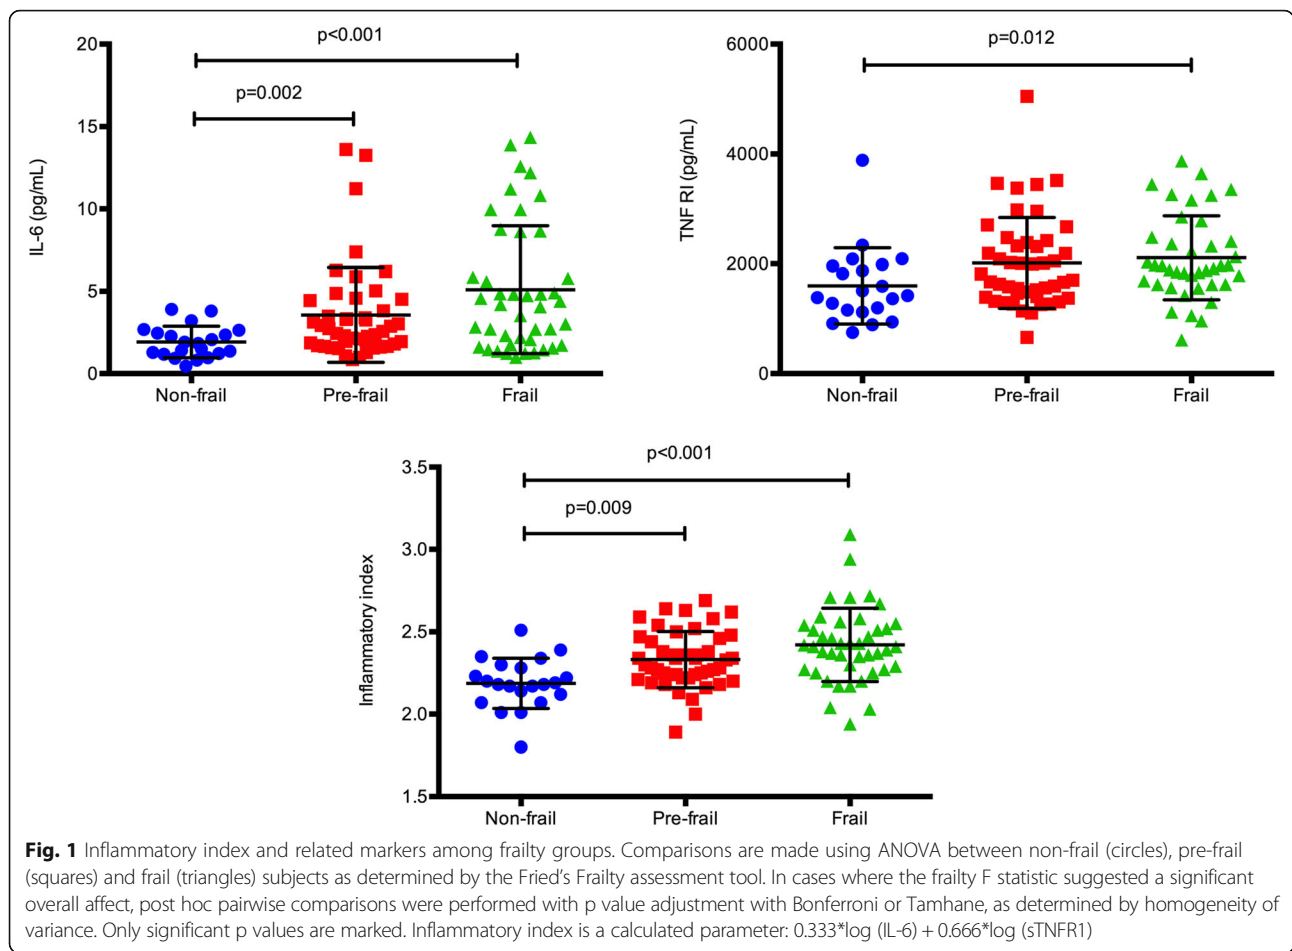 p<0.001
p=0.002
20
15
10
5
0
IL-6 (pg/mL)
Non-frail Pre-frail Frail
p=0.012
6000
4000
2000
0
TNF RI (pg/mL)
Non-frail Pre-frail Frail
p<0.001
p=0.009
3.5
3.0
2.5
2.0
1.5
Inflammatory index
Non-frail Pre-frail Frail
Fig. 1 Inflammatory index and related markers among frailty groups. Comparisons are made using ANOVA between non-frail (circles), pre-frail
(squares) and frail (triangles) subjects as determined by the Fried's Frailty assessment tool. In cases where the frailty F statistic suggested a significant
overall affect, post hoc pairwise comparisons were performed with p value adjustment with Bonferroni or Tamhane, as determined by homogeneity of
variance. Only significant p values are marked. Inflammatory index is a calculated parameter: 0.333*log (IL-6) + 0.666*log (sTNFR1)